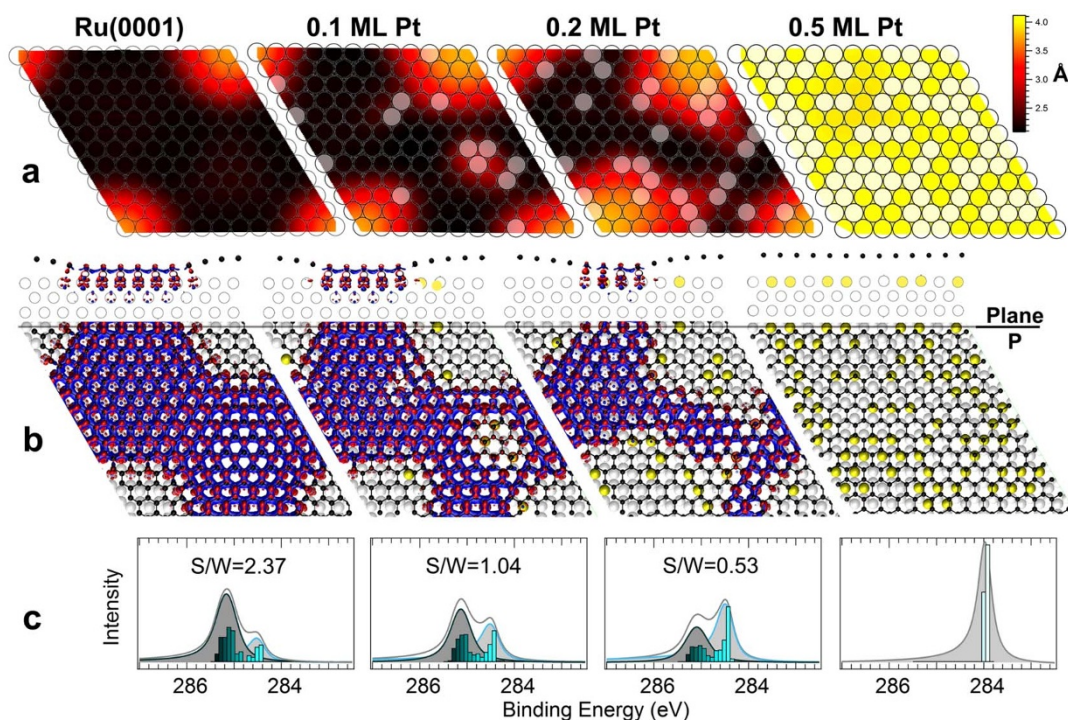 Ru(0001) 0.1 ML Pt 0.2 ML Pt 0.5 ML Pt
4.0
3.5
3.0
2.5
Å
a
Plane
P
b
S/W=2.37 S/W=1.04 S/W=0.53
c
Intensity
286 284 286 284 286 284 286 284
Binding Energy (eV)